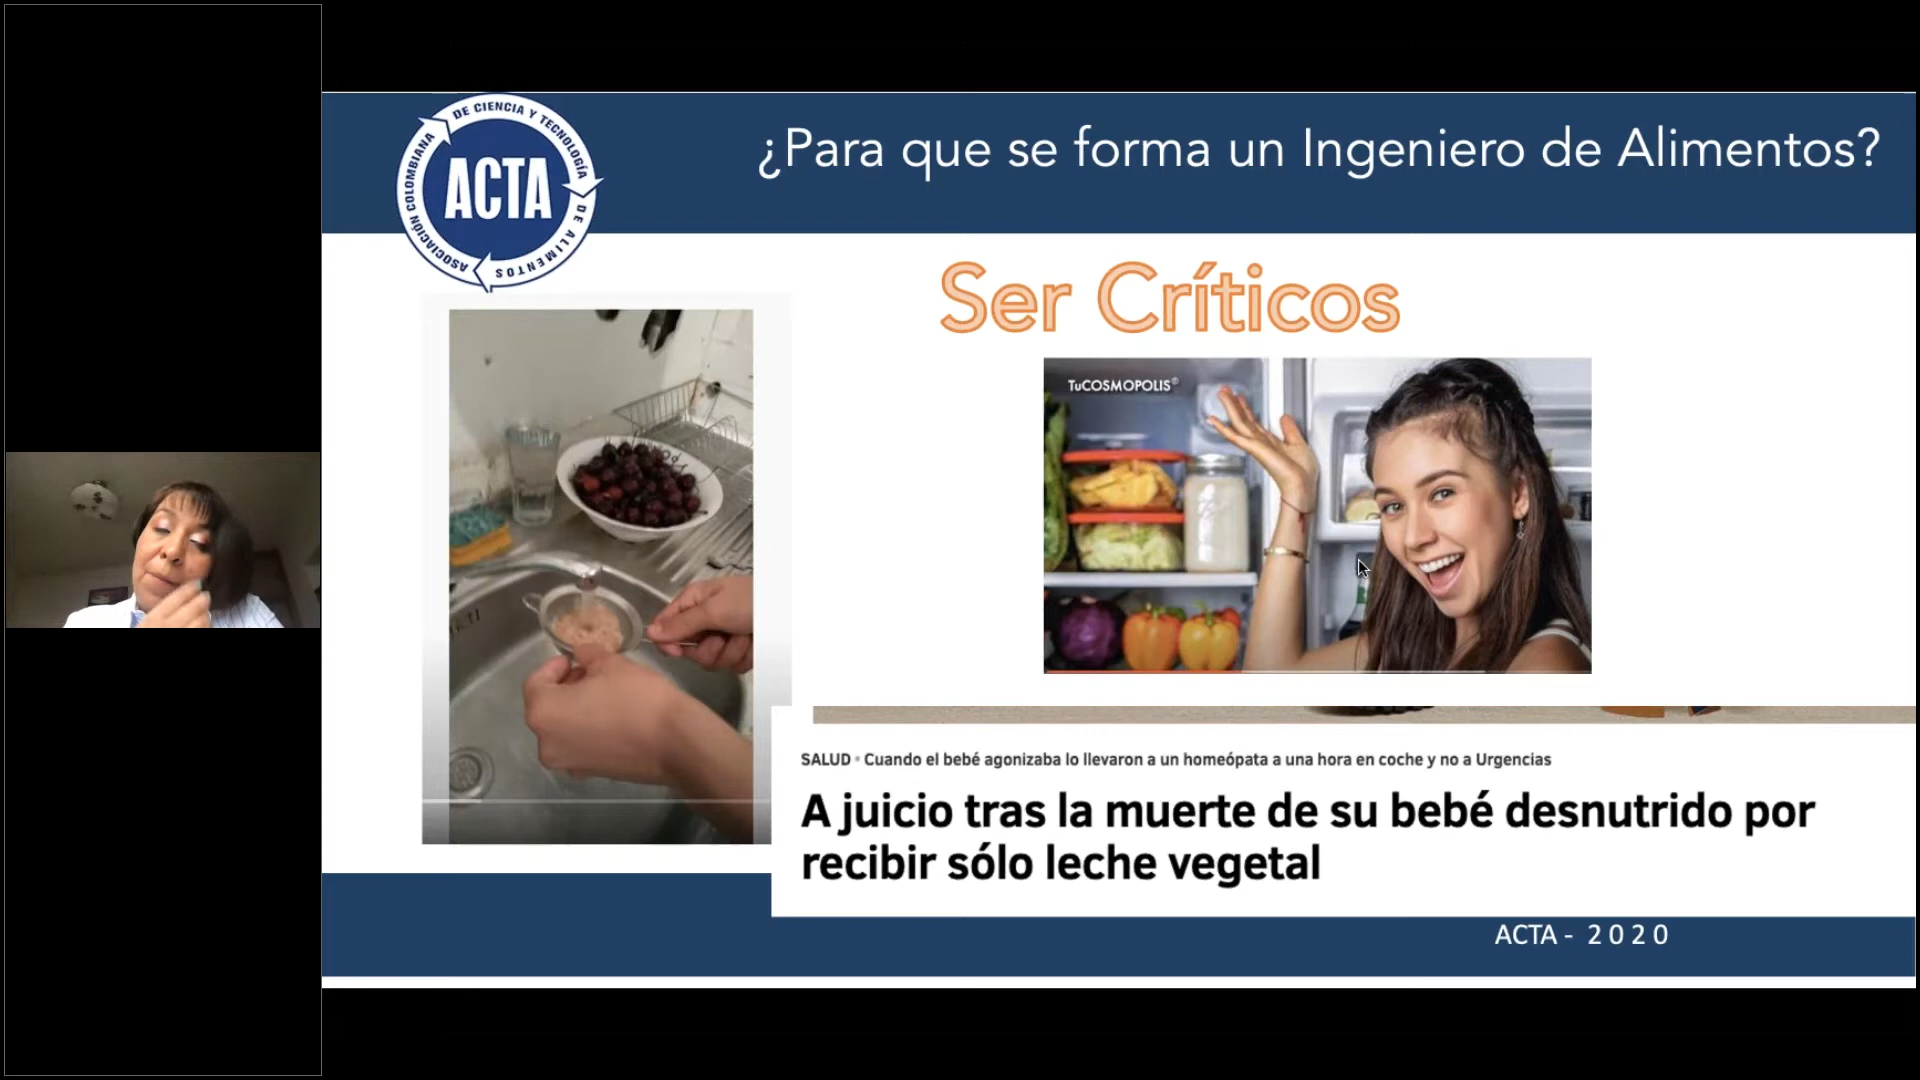 ASOCIACIÓN COLOMBIANA DE CIENCIA Y TECNOLOGÍA DE ALIMENTOS
ACTA
¿Para que se forma un Ingeniero de Alimentos?
Ser Críticos
TuCOSMOPOLIS®
SALUD • Cuando el bebé agonizaba lo llevaron a un homeópata a una hora en coche y no a Urgencias
A juicio tras la muerte de su bebé desnutrido por
recibir sólo leche vegetal
ACTA - 2020